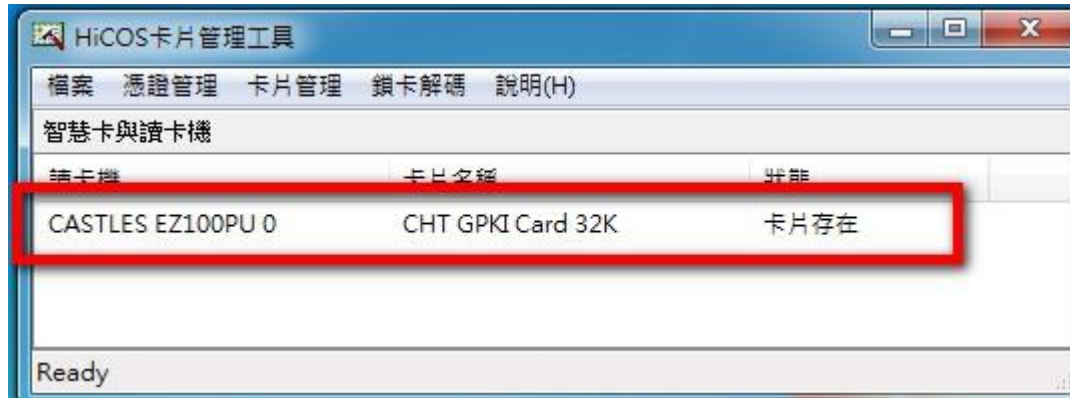 HiCOS卡片管理工具
檔案 憑證管理 卡片管理 鎖卡解碼 說明(H)
智慧卡與讀卡機
讀卡機 卡片名稱 狀態
CASTLES EZ100PU 0 CHT GPKI Card 32K 卡片存在
Ready